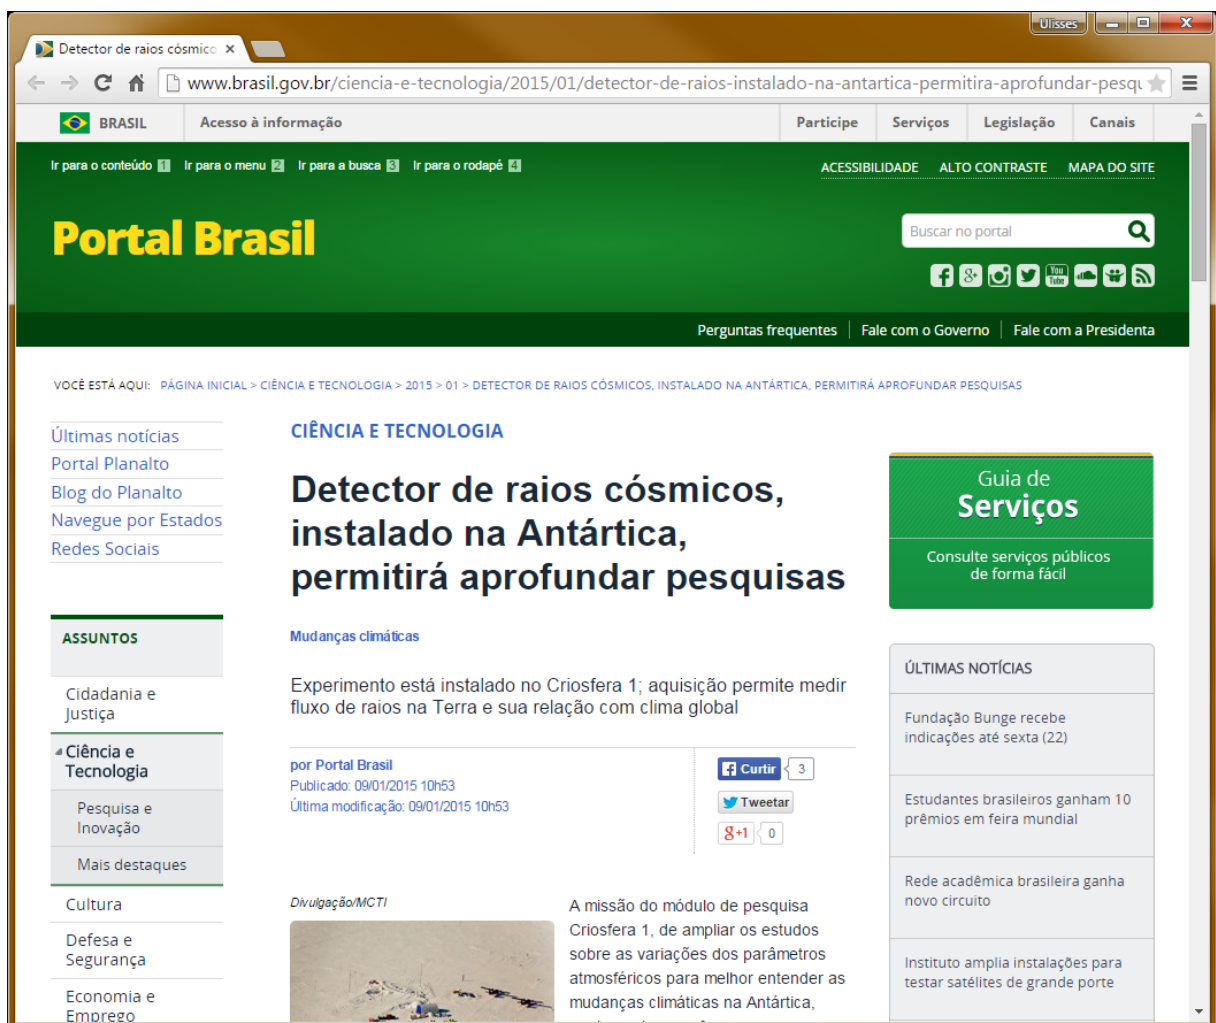 Ulisses
Detector de raios cósmico
www.brasil.gov.br/ciencia-e-tecnologia/2015/01/detector-de-raios-instalado-na-antartica-permitira-aprofundar-pesqu
BRASIL Acesso à informação Participe Serviços Legislação Canais
Ir para o conteúdo 1 Ir para o menu 2 Ir para a busca 3 Ir para o rodapé 4
ACESSIBILIDADE ALTO CONTRASTE MAPA DO SITE
Portal Brasil
Buscar no portal
You Tube
Perguntas frequentes Fale com o Governo Fale com a Presidenta
VOCÊ ESTÁ AQUI: PÁGINA INICIAL > CIÊNCIA E TECNOLOGIA > 2015 > 01 > DETECTOR DE RAIOS CÓSMICOS, INSTALADO NA ANTÁRTICA, PERMITIRÁ APROFUNDAR PESQUISAS
Últimas notícias
Portal Planalto
Blog do Planalto
Navegue por Estados
Redes Sociais
ASSUNTOS
Cidadania e
Justiça
Ciência e
Tecnologia
Pesquisa e
Inovação
Mais destaques
Cultura
Defesa e
Segurança
Economia e
Emprego
CIÊNCIA E TECNOLOGIA
Detector de raios cósmicos,
instalado na Antártica,
permitirá aprofundar pesquisas
Mudanças climáticas
Experimento está instalado no Criosfera 1; aquisição permite medir
fluxo de raios na Terra e sua relação com clima global
por Portal Brasil
Publicado: 09/01/2015 10h53
Última modificação: 09/01/2015 10h53
Curtir 3
Tweetar
g+1 0
Divulgação/MCTI
A missão do módulo de pesquisa
Criosfera 1, de ampliar os estudos
sobre as variações dos parâmetros
atmosféricos para melhor entender as
mudanças climáticas na Antártica,
Guia de
Serviços
Consulte serviços públicos
de forma fácil
ÚLTIMAS NOTÍCIAS
Fundação Bunge recebe
indicações até sexta (22)
Estudantes brasileiros ganham 10
prêmios em feira mundial
Rede acadêmica brasileira ganha
novo circuito
Instituto amplia instalações para
testar satélites de grande porte